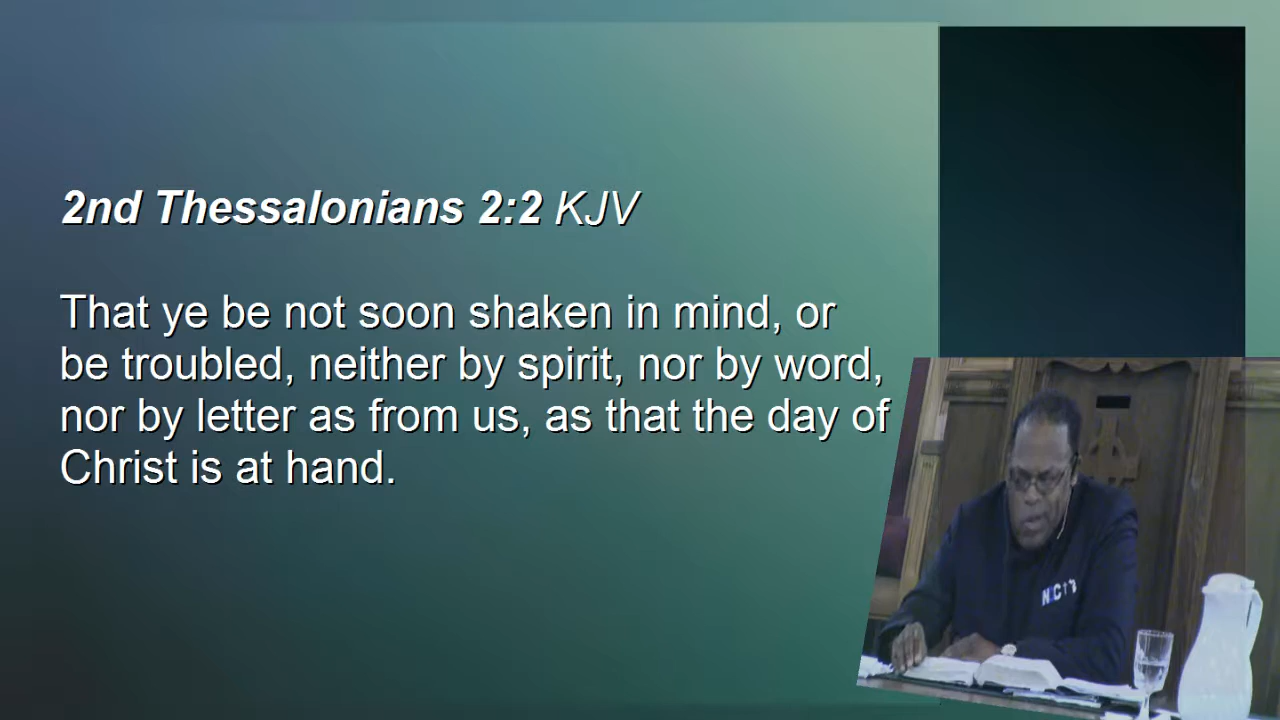 2nd Thessalonians 2:2 KJV
That ye be not soon shaken in mind, or
be troubled, neither by spirit, nor by word,
nor by letter as from us, as that the day of
Christ is at hand.